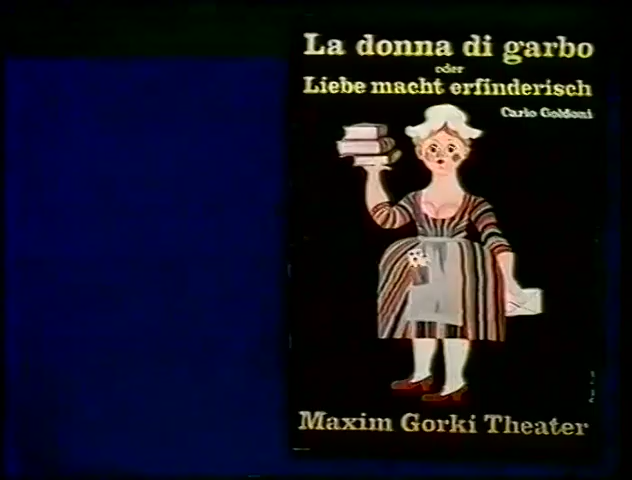 La donna di garbo
oder
Liebe macht erfinderisch
Carlo Goldoni
Maxim Gorki Theater